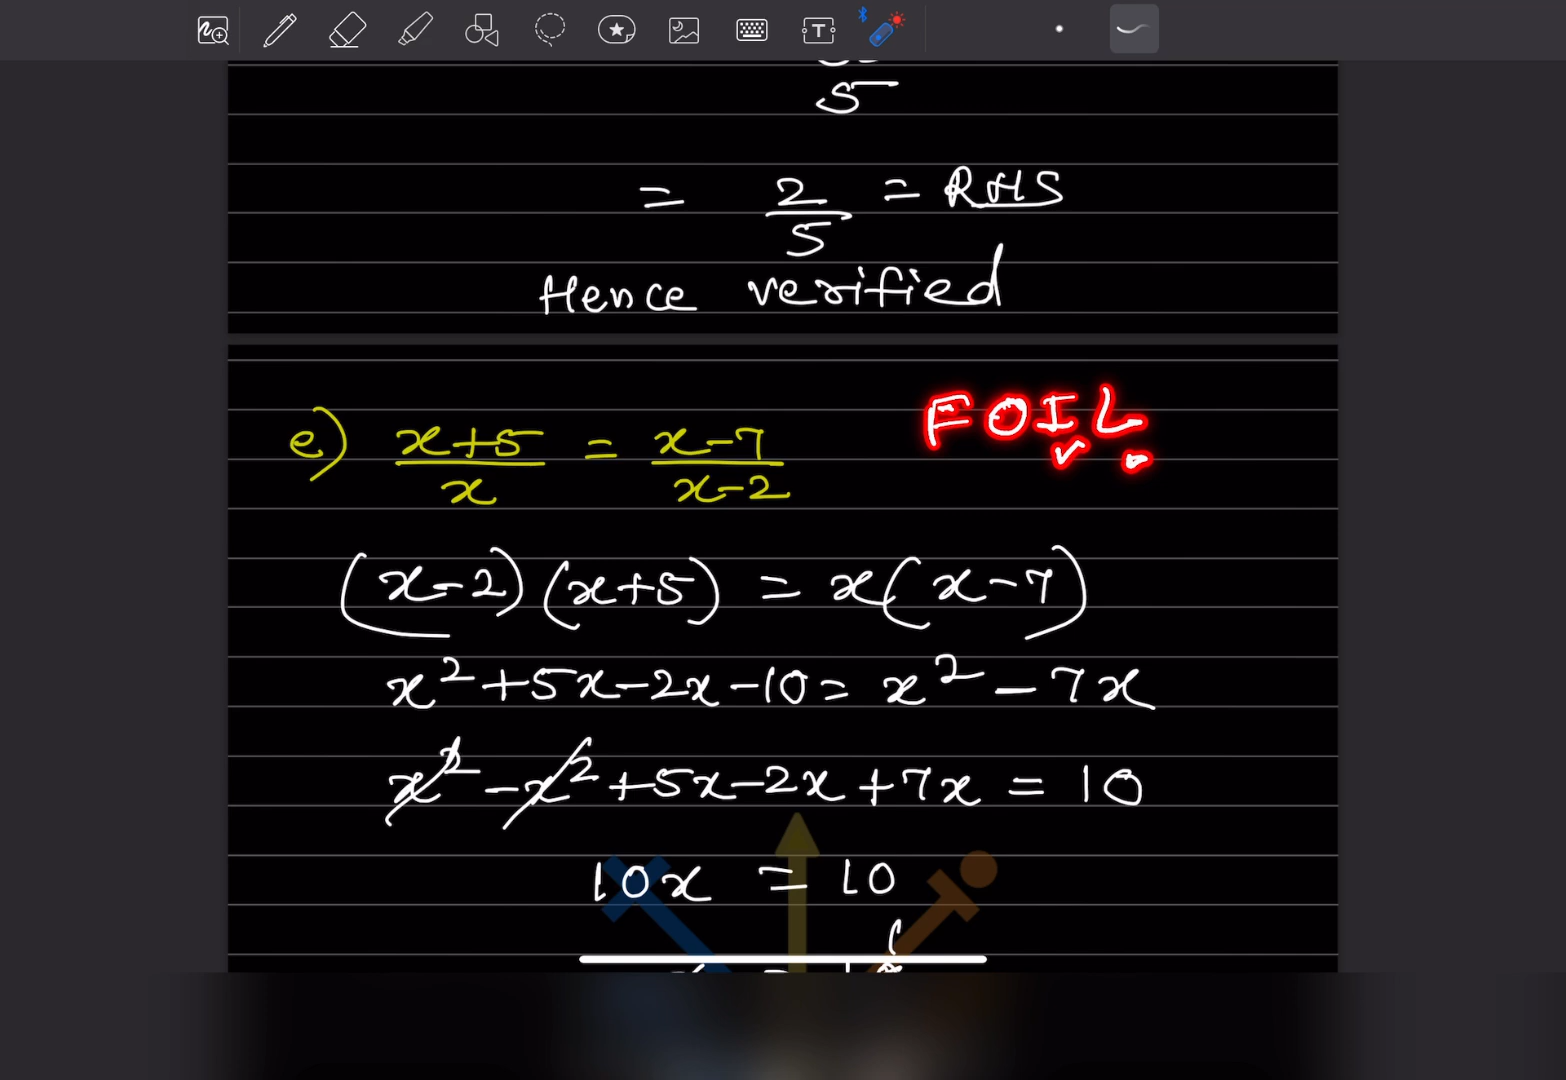 5
= 2/5 = RHS
Hence verified
e) (x+5)/x = (x-7)/(x-2)
FOIL
(x-2)(x+5) = x(x-7)
x²+5x-2x-10 = x²-7x
x²-x²+5x-2x+7x = 10
10x = 10